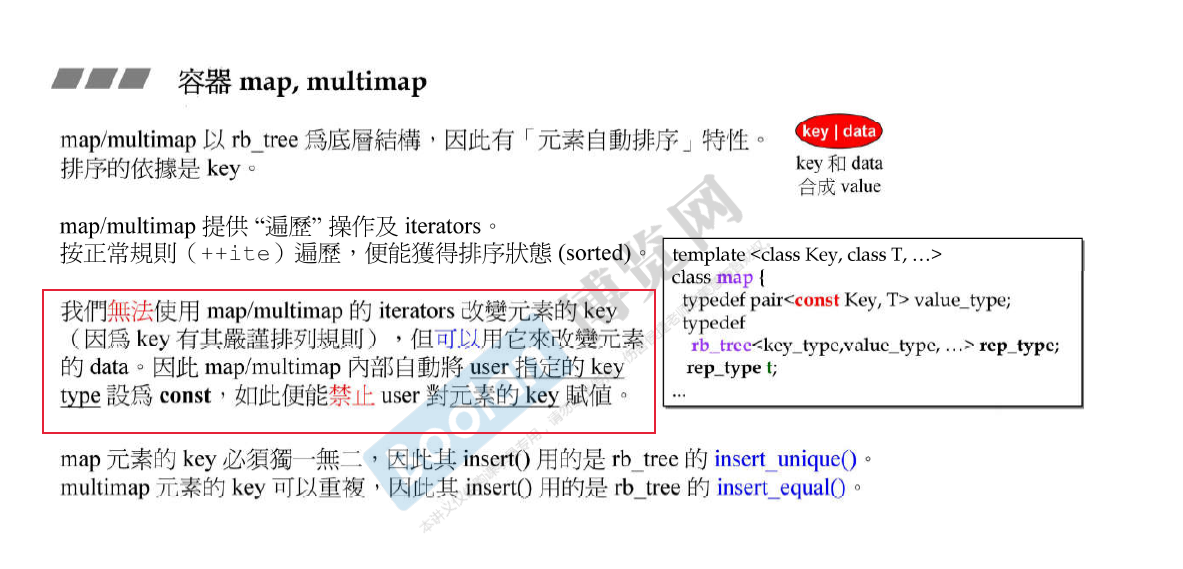 容器 map, multimap
map/multimap 以 rb_tree 爲底層結構，因此有「元素自動排序」特性。
排序的依據是 key。
key | data
key 和 data
合成 value
map/multimap 提供 “遍歷” 操作及 iterators。
按正常規則（++ite）遍歷，便能獲得排序狀態 (sorted)。
我們無法使用 map/multimap 的 iterators 改變元素的 key
（因爲 key 有其嚴謹排列規則），但可以用它來改變元素
的 data。因此 map/multimap 內部自動將 user 指定的 key
type 設爲 const，如此便能禁止 user 對元素的 key 賦值。
template <class Key, class T, …>
class map {
typedef pair<const Key, T> value_type;
typedef
rb_tree<key_type,value_type, …> rep_type;
rep_type t;
...
map 元素的 key 必須獨一無二，因此其 insert() 用的是 rb_tree 的 insert_unique()。
multimap 元素的 key 可以重複，因此其 insert() 用的是 rb_tree 的 insert_equal()。
Boolan
博览网